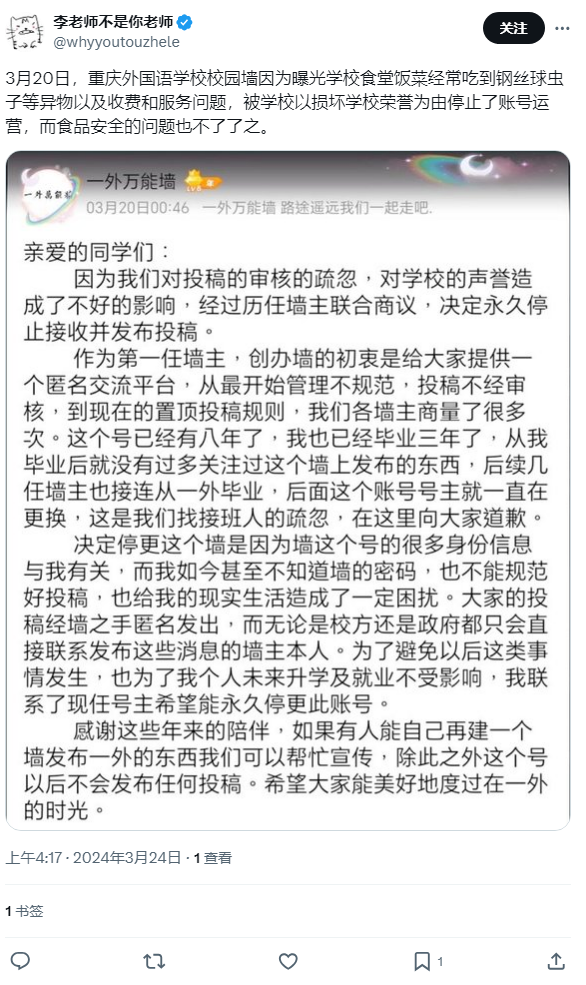 李老师不是你老师
@whyyoutouzhele
关注
3月20日，重庆外国语学校校园墙因为曝光学校食堂饭菜经常吃到钢丝球虫
子等异物以及收费和服务问题，被学校以损坏学校荣誉为由停止了账号运
营，而食品安全的问题也不了了之。
一外万能墙
03月20日00:46 一外万能墙 路途遥远我们一起走吧.
亲爱的同学们：
因为我们对投稿的审核的疏忽，对学校的声誉造
成了不好的影响，经过历任墙主联合商议，决定永久停
止接收并发布投稿。
作为第一任墙主，创办墙的初衷是给大家提供一
个匿名交流平台，从最开始管理不规范，投稿不经审
核，到现在的置顶投稿规则，我们各墙主商量了很多
次。这个号已经有八年了，我也已经毕业三年了，从我
毕业后就没有过多关注过这个墙上发布的东西，后续几
任墙主也接连从一外毕业，后面这个账号号主就一直在
更换，这是我们找接班人的疏忽，在这里向大家道歉。
决定停更这个墙是因为墙这个号的很多身份信息
与我有关，而我如今甚至不知道墙的密码，也不能规范
好投稿，也给我的现实生活造成了一定困扰。大家的投
稿经墙之手匿名发出，而无论是校方还是政府都只会直
接联系发布这些消息的墙主本人。为了避免以后这类事
情发生，也为了我个人未来升学及就业不受影响，我联
系了现任号主希望能永久停更此账号。
感谢这些年来的陪伴，如果有人能自己再建一个
墙发布一外的东西我们可以帮忙宣传，除此之外这个号
以后不会发布任何投稿。希望大家能美好地度过在一外
的时光。
上午4:17 · 2024年3月24日 · 1 查看
1 书签
1